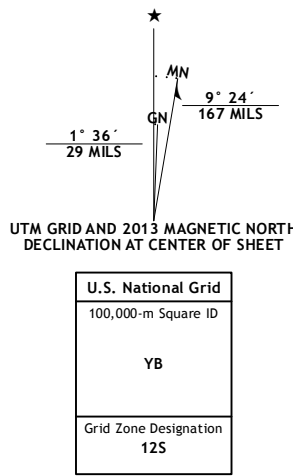 MN
GN
9° 24´
167 MILS
1° 36´
29 MILS
UTM GRID AND 2013 MAGNETIC NORTH
DECLINATION AT CENTER OF SHEET
U.S. National Grid
100,000-m Square ID
YB
Grid Zone Designation
12S